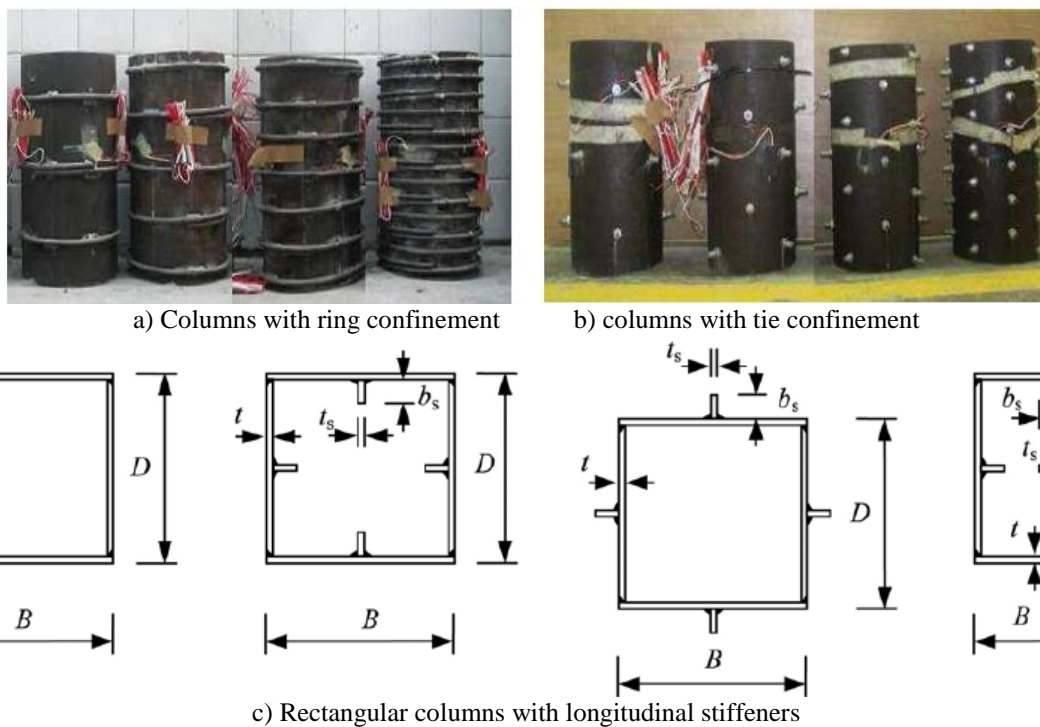 a) Columns with ring confinement
b) columns with tie confinement
B
t
t_s
b_s
D
B
t_s
b_s
t
D
B
b_s
t_s
t
B
c) Rectangular columns with longitudinal stiffeners